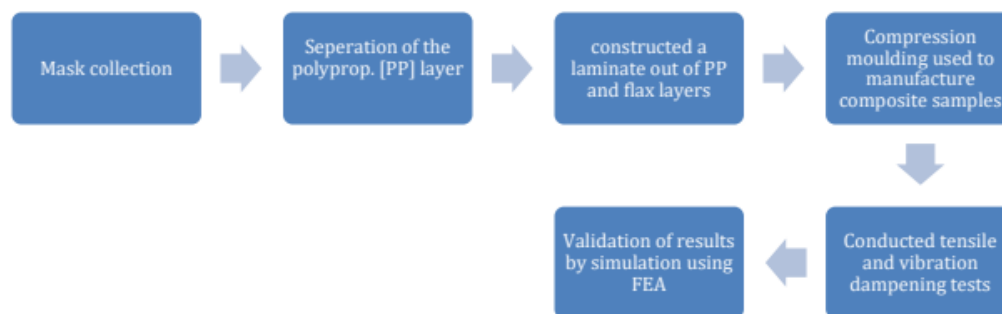 Mask collection
Seperation of the
polyprop. [PP] layer
constructed a
laminate out of PP
and flax layers
Compression
moulding used to
manufacture
composite samples
Conducted tensile
and vibration
dampening tests
Validation of results
by simulation using
FEA